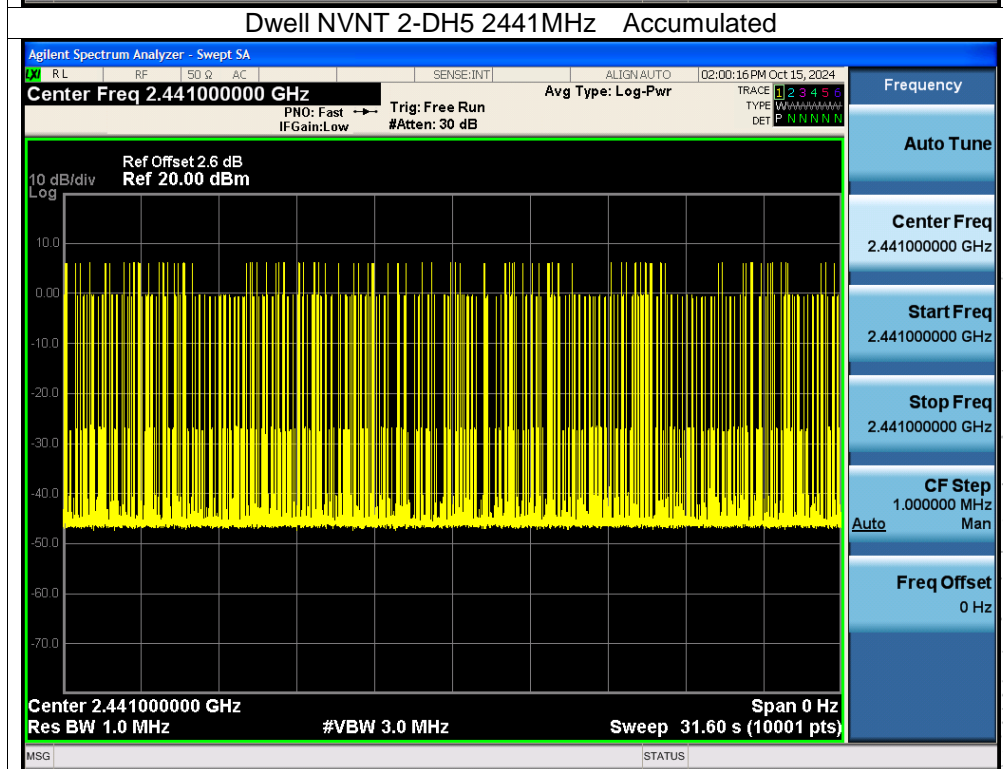 Dwell NVNT 2-DH5 2441MHz Accumulated
Agilent Spectrum Analyzer - Swept SA
LXI RL RF 50 Ω AC SENSE:INT ALIGN AUTO 02:00:16 PM Oct 15, 2024
Center Freq 2.441000000 GHz
PNO: Fast
IFGain:Low
Trig: Free Run
#Atten: 30 dB
Avg Type: Log-Pwr
TRACE 1 2 3 4 5 6
TYPE
DET P N N N N N
Ref Offset 2.6 dB
10 dB/div Ref 20.00 dBm
Log
10.0
0.00
-10.0
-20.0
-30.0
-40.0
-50.0
-60.0
-70.0
Center 2.441000000 GHz Span 0 Hz
Res BW 1.0 MHz #VBW 3.0 MHz Sweep 31.60 s (10001 pts)
MSG STATUS
Frequency
Auto Tune
Center Freq
2.441000000 GHz
Start Freq
2.441000000 GHz
Stop Freq
2.441000000 GHz
CF Step
1.000000 MHz
Auto Man
Freq Offset
0 Hz